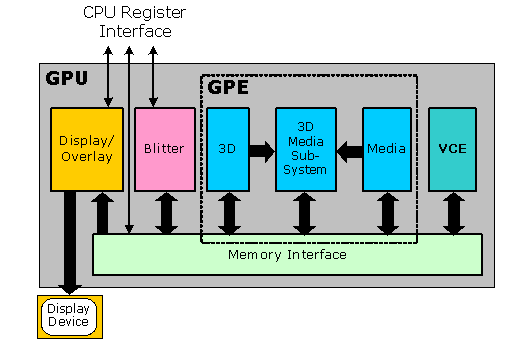 CPU Register
Interface
GPU
GPE
Display/
Overlay
Blitter
3D
3D
Media
Sub-
System
Media
VCE
Memory Interface
Display
Device